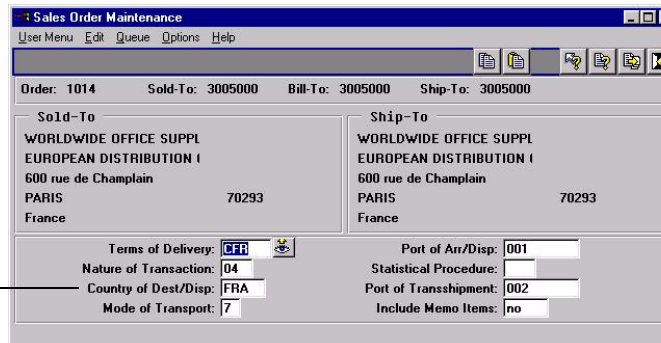 Sales Order Maintenance
User Menu Edit Queue Options Help
Order: 1014 Sold-To: 3005000 Bill-To: 3005000 Ship-To: 3005000
Sold-To
WORLDWIDE OFFICE SUPPL
EUROPEAN DISTRIBUTION (
600 rue de Champlain
PARIS 70293
France
Ship-To
WORLDWIDE OFFICE SUPPL
EUROPEAN DISTRIBUTION (
600 rue de Champlain
PARIS 70293
France
Terms of Delivery: CFR
Nature of Transaction: 04
Country of Dest/Disp: FRA
Mode of Transport: 7
Port of Arr/Disp: 001
Statistical Procedure:
Port of Transshipment: 002
Include Memo Items: no